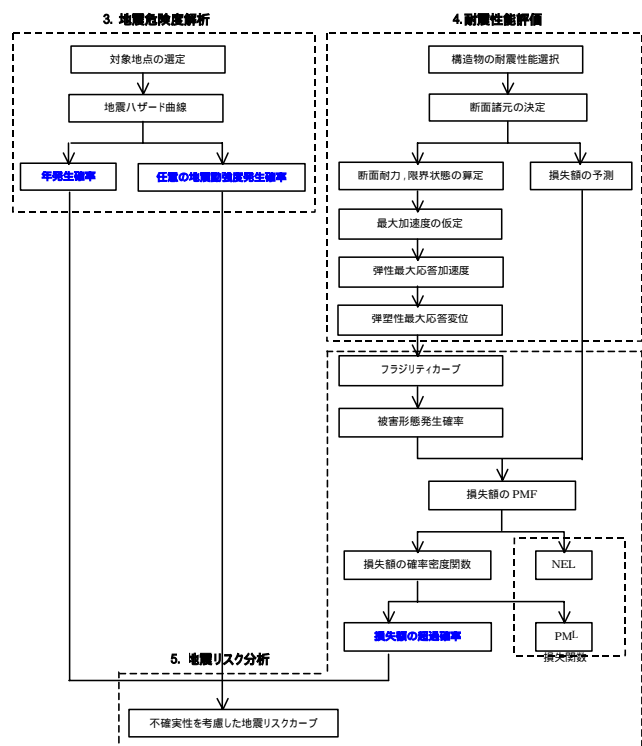 3. 地震危険度解析
対象地点の選定
地震ハザード曲線
年発生確率
任意の地震動強度発生確率
4.耐震性能評価
構造物の耐震性能選択
断面諸元の決定
断面耐力,限界状態の算定
損失額の予測
最大加速度の仮定
弾性最大応答加速度
弾塑性最大応答変位
フラジリティカーブ
被害形態発生確率
損失額の PMF
損失額の確率密度関数
NEL
損失額の超過確率
PML
損失関数
5. 地震リスク分析
不確実性を考慮した地震リスクカーブ